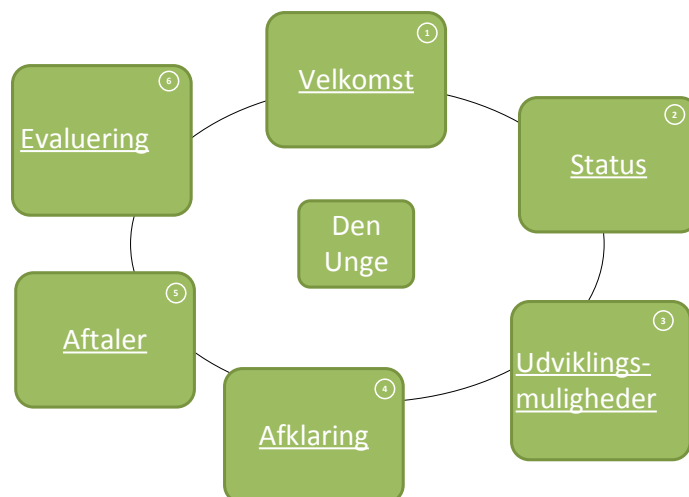 1
Velkomst
2
Status
3
Udviklings-
muligheder
4
Afklaring
5
Aftaler
6
Evaluering
Den
Unge